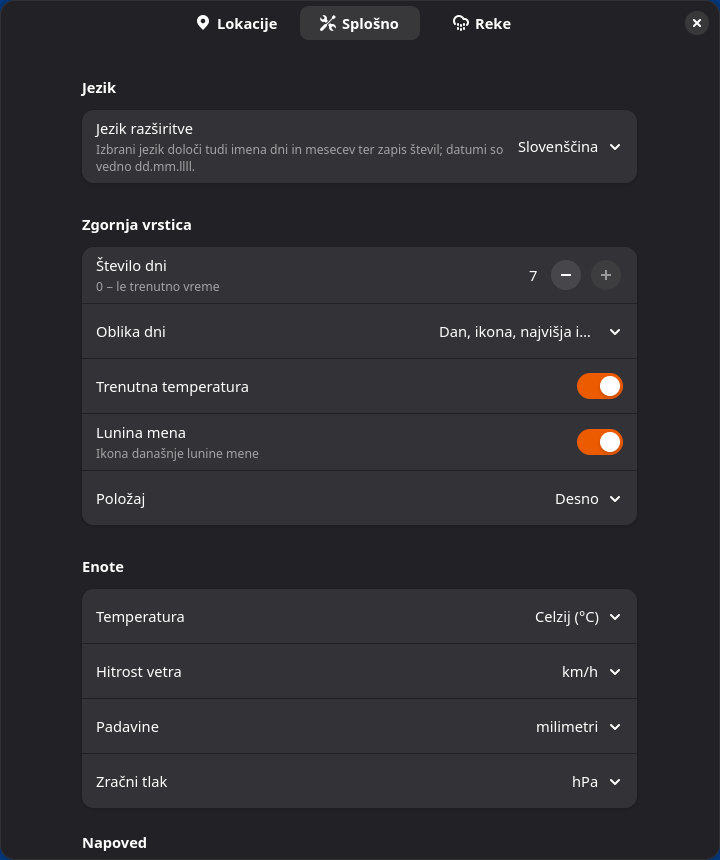 Lokacije Splošno Reke
Jezik
Jezik razširitve
Izbrani jezik določi tudi imena dni in mesecev ter zapis števil; datumi so
vedno dd.mm.llll.
Slovenščina
Zgornja vrstica
Število dni
0 – le trenutno vreme
7
Oblika dni
Dan, ikona, najvišja i…
Trenutna temperatura
Lunina mena
Ikona današnje lunine mene
Položaj
Desno
Enote
Temperatura
Celzij (°C)
Hitrost vetra
km/h
Padavine
milimetri
Zračni tlak
hPa
Napoved